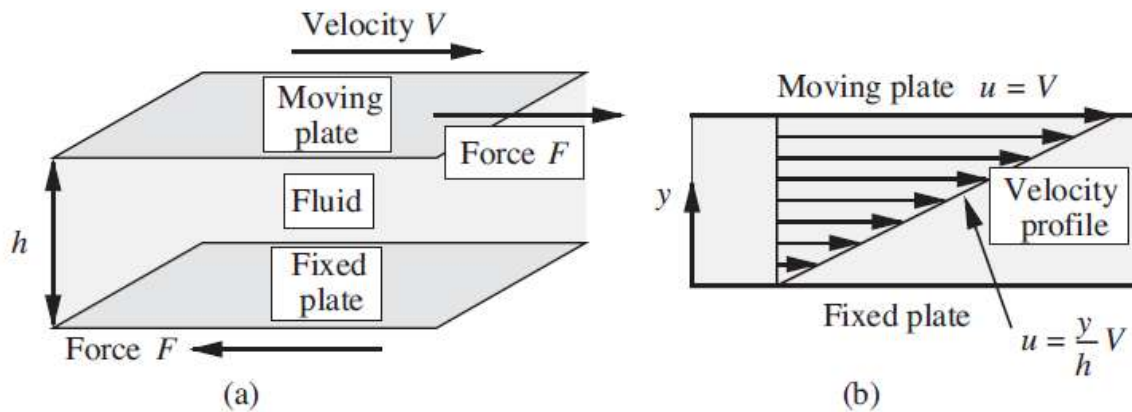 Velocity V
Moving
plate
Force F
Fluid
h
Fixed
plate
Force F
(a)
Moving plate u = V
y
Velocity
profile
Fixed plate
u = y/h V
(b)